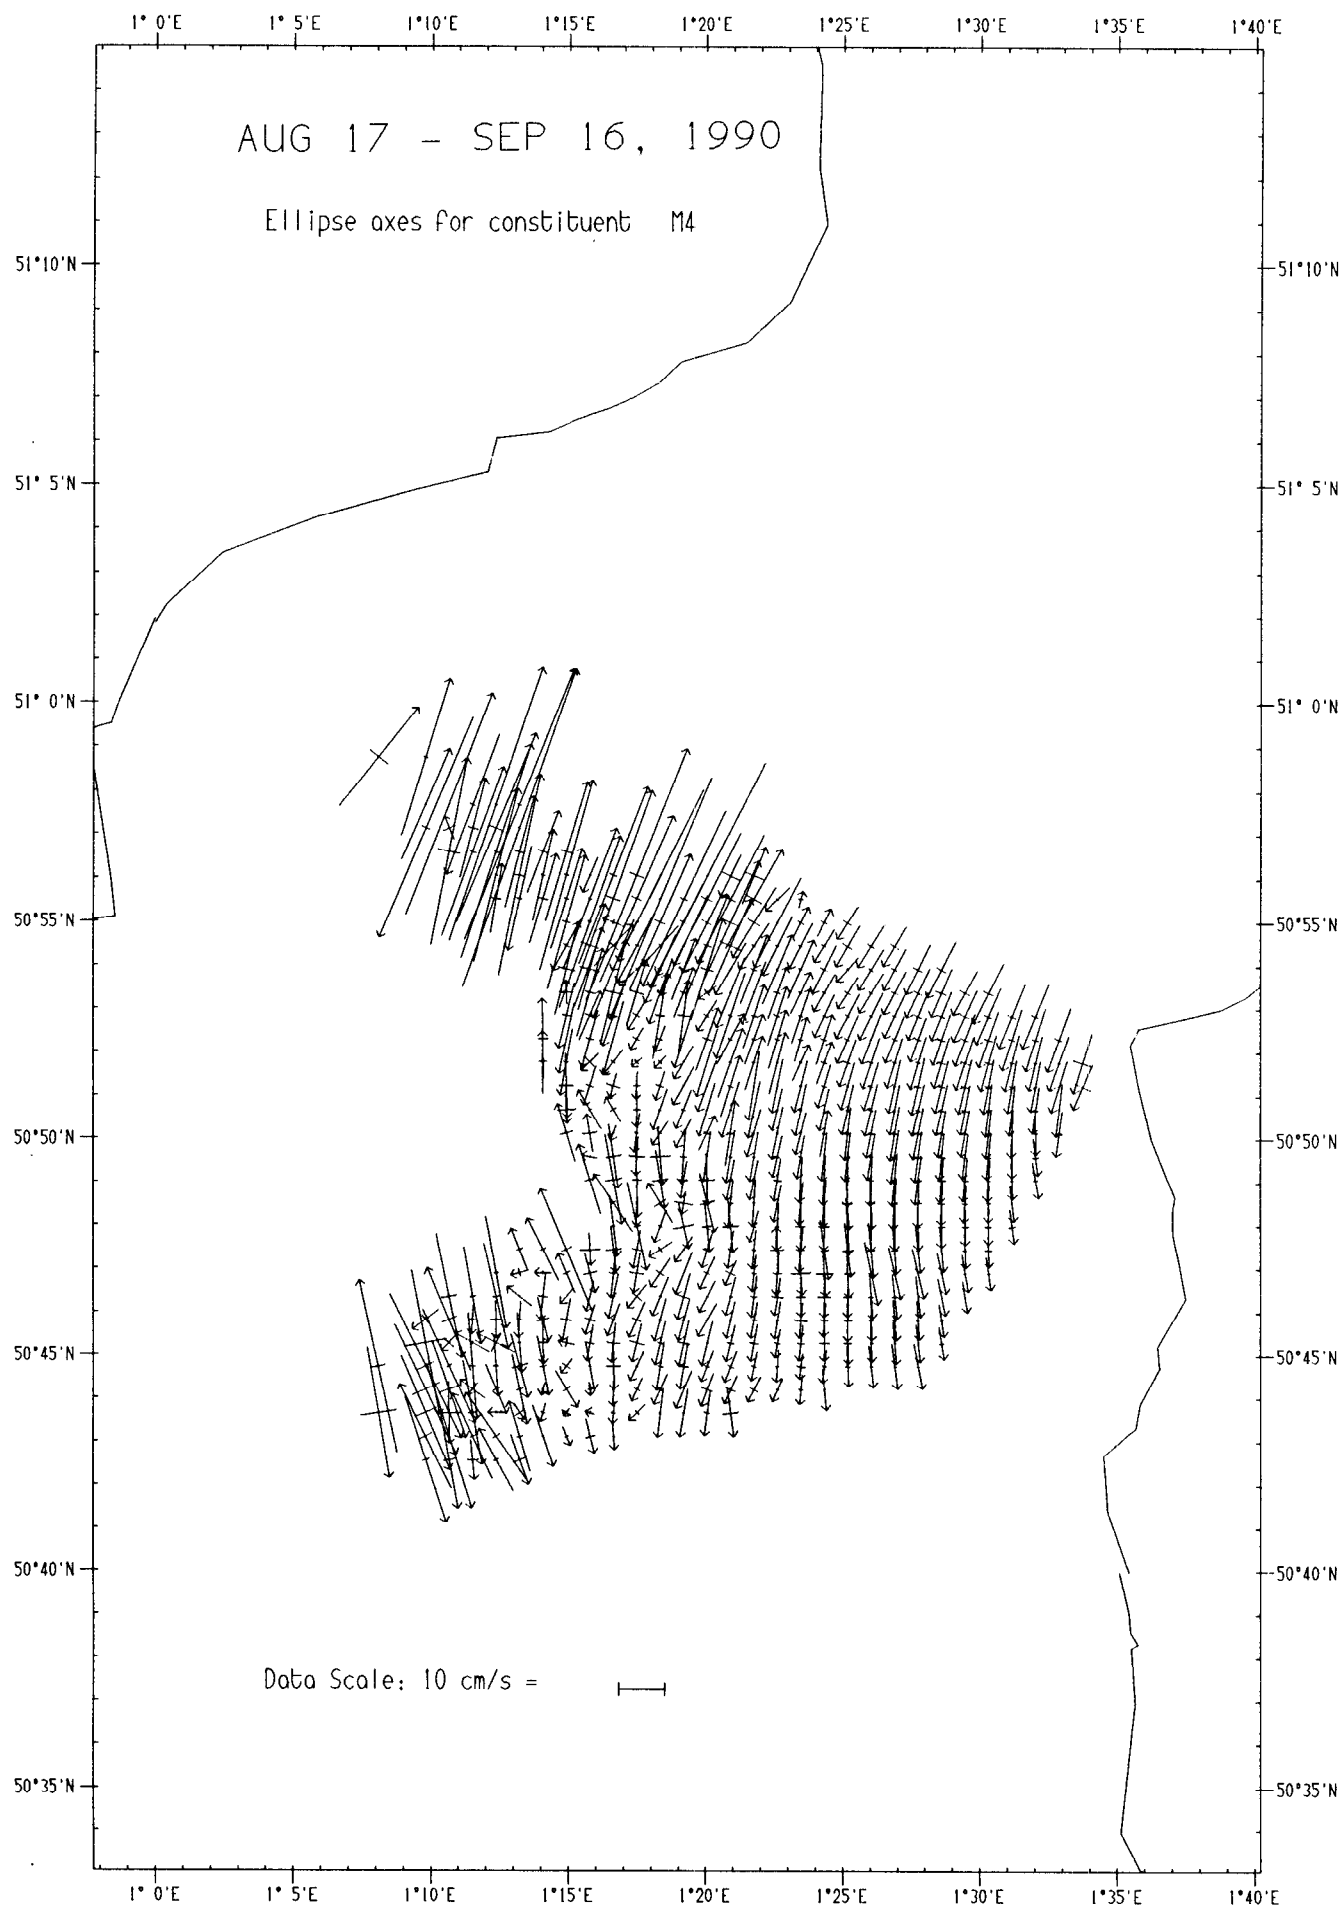 1° 0'E 1° 5'E 1°10'E 1°15'E 1°20'E 1°25'E 1°30'E 1°35'E 1°40'E
AUG 17 – SEP 16, 1990
Ellipse axes for constituent M4
51°10'N 51°10'N
51° 5'N 51° 5'N
51° 0'N 51° 0'N
50°55'N 50°55'N
50°50'N 50°50'N
50°45'N 50°45'N
50°40'N 50°40'N
Data Scale: 10 cm/s =
50°35'N 50°35'N
1° 0'E 1° 5'E 1°10'E 1°15'E 1°20'E 1°25'E 1°30'E 1°35'E 1°40'E